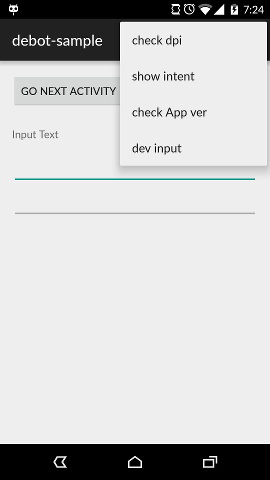 7:24
debot-sample
check dpi
show intent
check App ver
dev input
GO NEXT ACTIVITY
Input Text